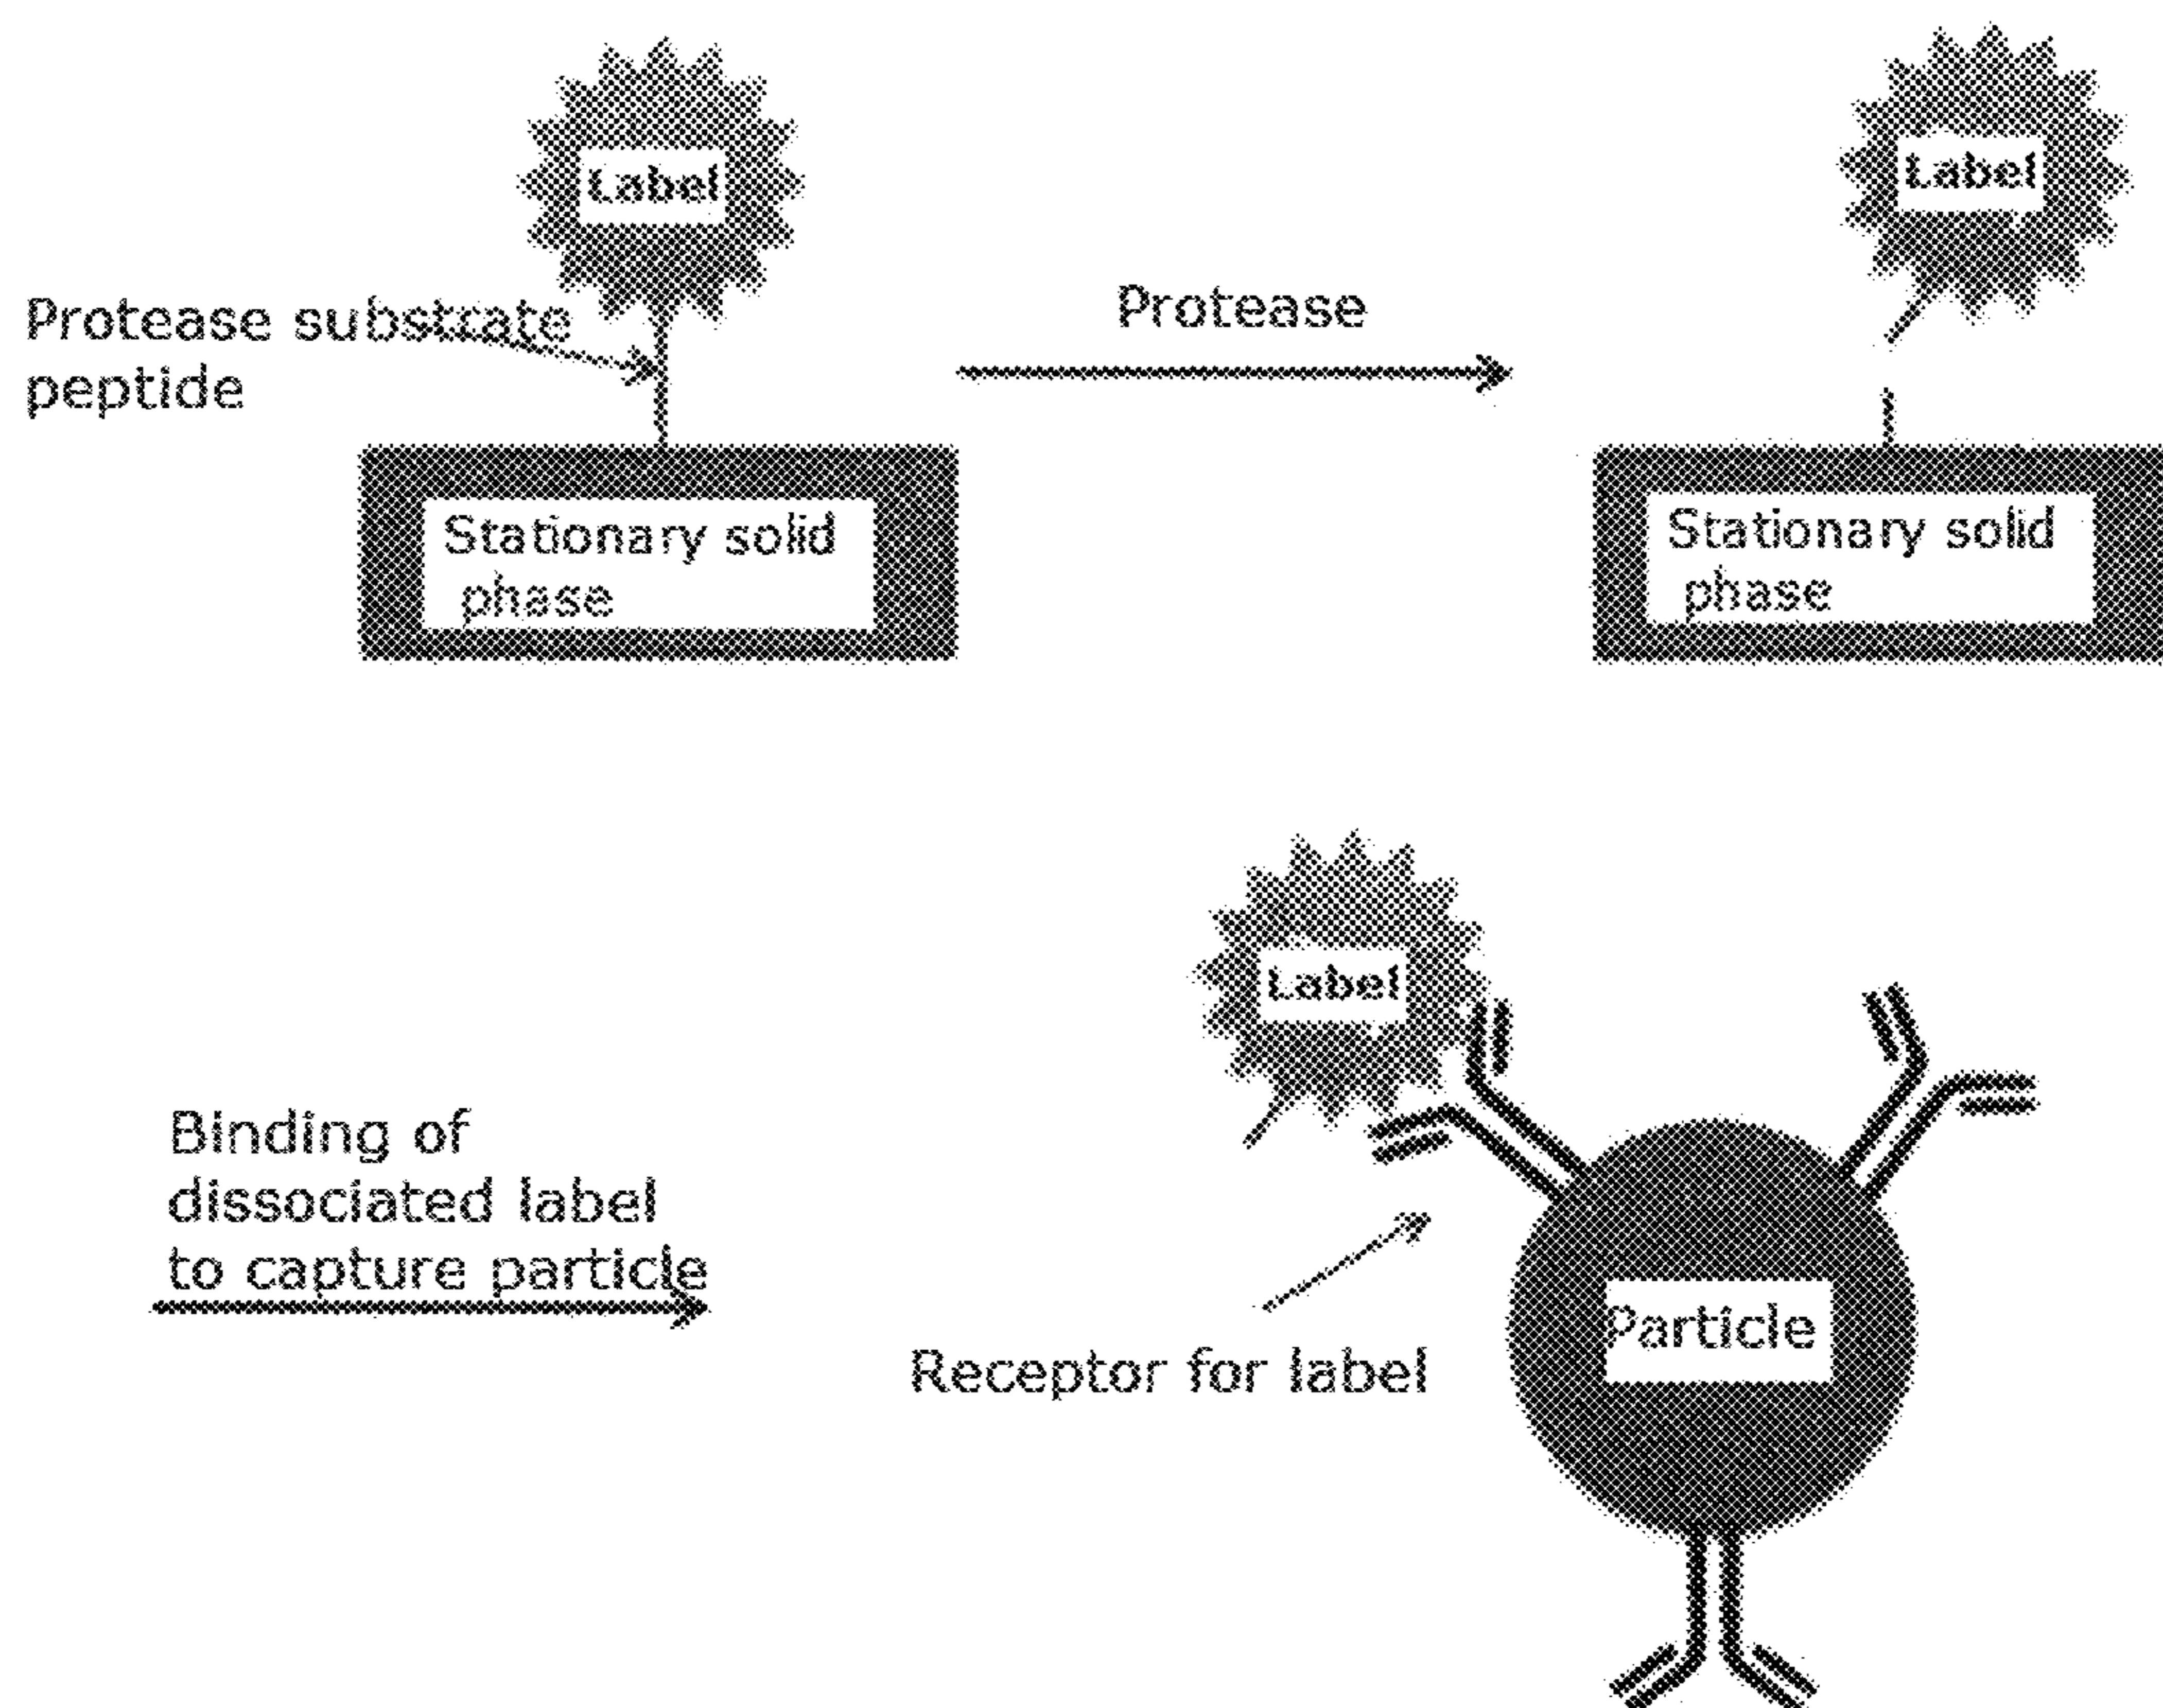 Label
Label
Protease substrate
peptide
Protease
Stationary solid
phase
Stationary solid
phase
Label
Binding of
dissociated label
to capture particle
Particle
Receptor for label